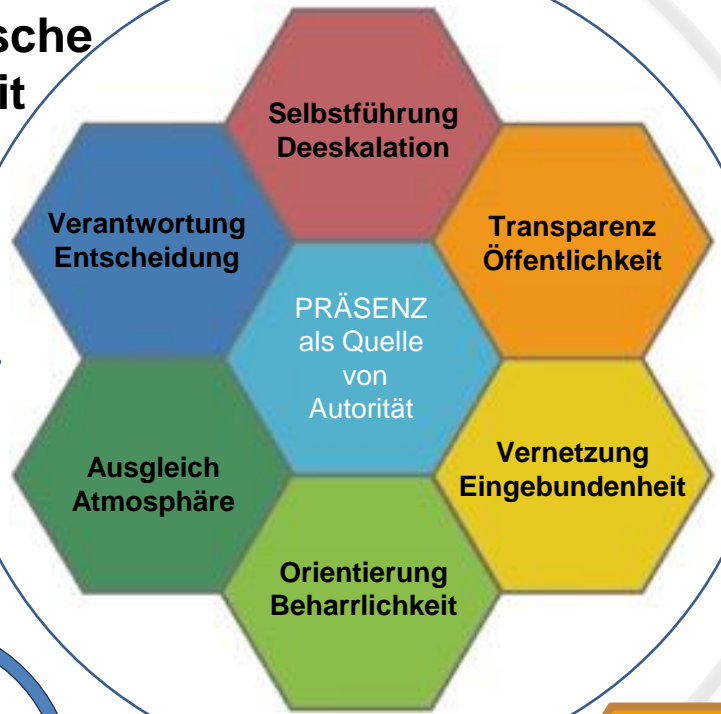 sche
it
Selbstführung
Deeskalation
Verantwortung
Entscheidung
Transparenz
Öffentlichkeit
PRÄSENZ
als Quelle
von
Autorität
Ausgleich
Atmosphäre
Vernetzung
Eingebundenheit
Orientierung
Beharrlichkeit